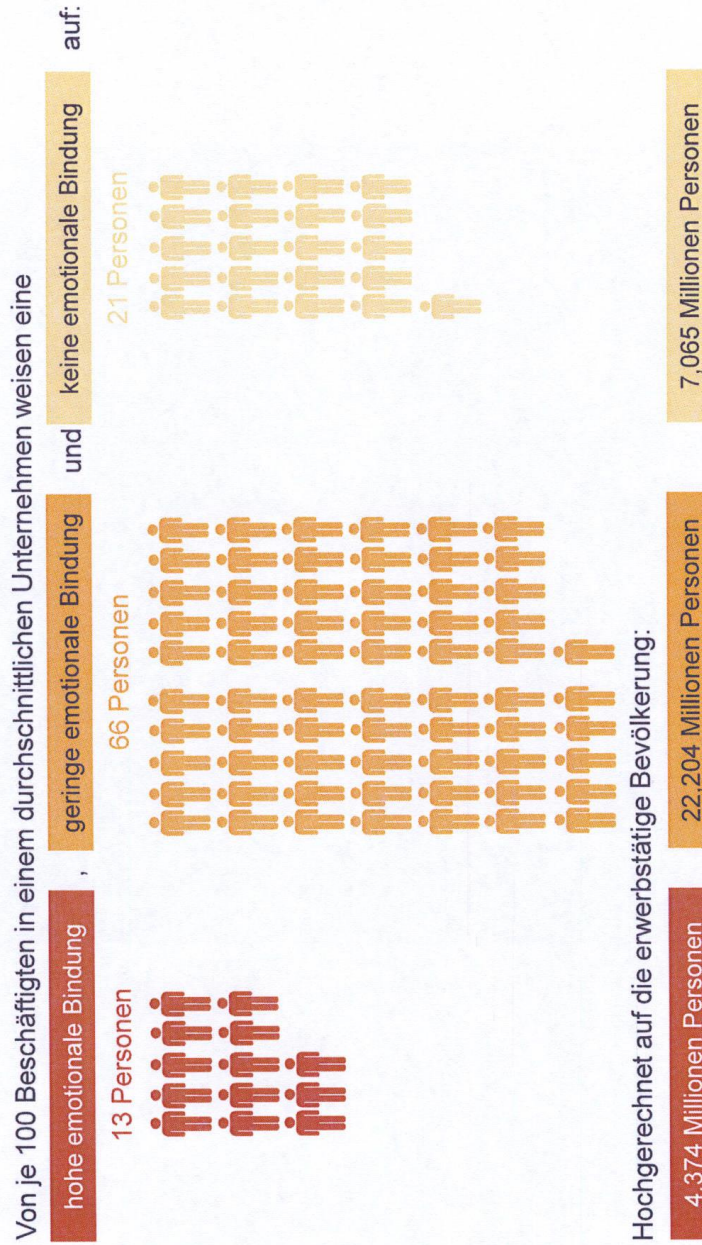 Von je 100 Beschäftigten in einem durchschnittlichen Unternehmen weisen eine
hohe emotionale Bindung , geringe emotionale Bindung und keine emotionale Bindung auf:
13 Personen 66 Personen 21 Personen
Hochgerechnet auf die erwerbstätige Bevölkerung:
4,374 Millionen Personen 22,204 Millionen Personen 7,065 Millionen Personen